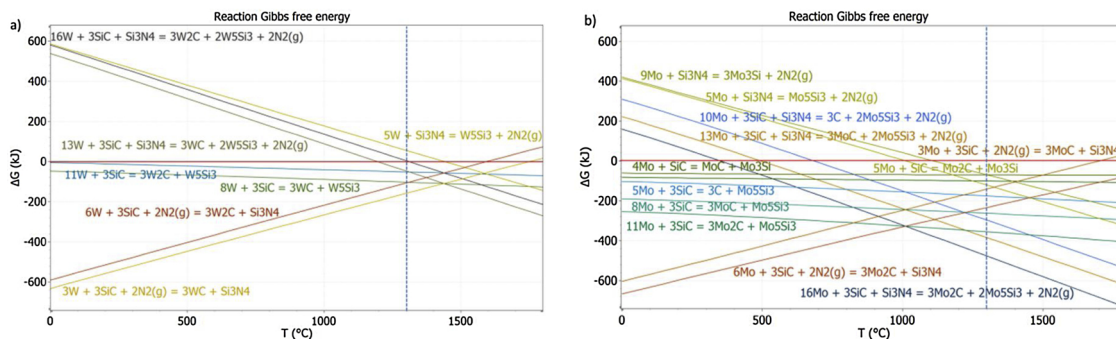 a)
Reaction Gibbs free energy
600
400
200
0
-200
-400
-600
ΔG (kJ)
16W + 3SiC + Si3N4 = 3W2C + 2W5Si3 + 2N2(g)
5W + Si3N4 = W5Si3 + 2N2(g)
13W + 3SiC + Si3N4 = 3WC + 2W5Si3 + 2N2(g)
11W + 3SiC = 3W2C + W5Si3
8W + 3SiC = 3WC + W5Si3
6W + 3SiC + 2N2(g) = 3W2C + Si3N4
3W + 3SiC + 2N2(g) = 3WC + Si3N4
0
500
1000
1500
T (°C)
b)
Reaction Gibbs free energy
600
400
200
0
-200
-400
-600
ΔG (kJ)
9Mo + Si3N4 = 3Mo3Si + 2N2(g)
5Mo + Si3N4 = Mo5Si3 + 2N2(g)
10Mo + 3SiC + Si3N4 = 3C + 2Mo5Si3 + 2N2(g)
13Mo + 3SiC + Si3N4 = 3MoC + 2Mo5Si3 + 2N2(g)
3Mo + 3SiC + 2N2(g) = 3MoC + Si3N4
4Mo + SiC = MoC + Mo3Si
5Mo + SiC = Mo2C + Mo3Si
5Mo + 3SiC = 3C + Mo5Si3
8Mo + 3SiC = 3MoC + Mo5Si3
11Mo + 3SiC = 3Mo2C + Mo5Si3
6Mo + 3SiC + 2N2(g) = 3Mo2C + Si3N4
16Mo + 3SiC + Si3N4 = 3Mo2C + 2Mo5Si3 + 2N2(g)
0
500
1000
1500
T (°C)